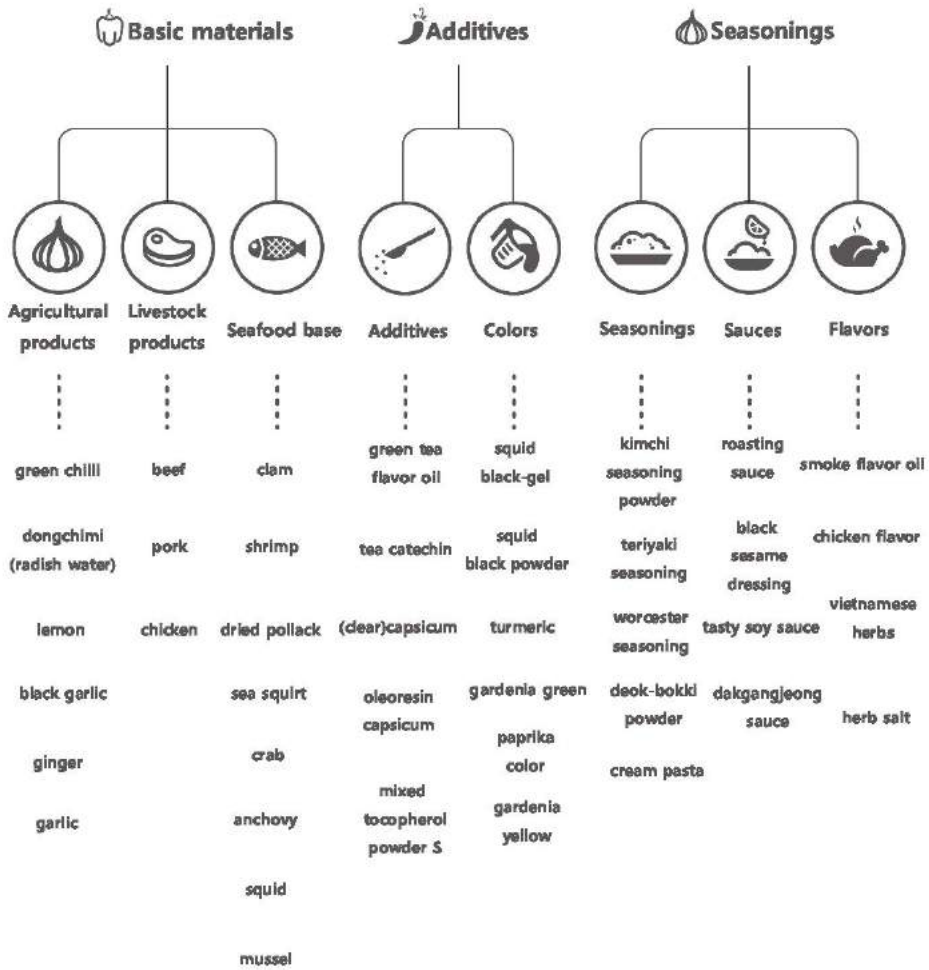 Basic materials
Additives
Seasonings
Agricultural
products
Livestock
products
Seafood base
Additives
Colors
Seasonings
Sauces
Flavors
green chilli
dongchimi
(radish water)
lemon
black garlic
ginger
garlic
beef
pork
chicken
clam
shrimp
dried pollack
sea squirt
crab
anchovy
squid
mussel
green tea
flavor oil
tea catechin
(clear)capsicum
oleoresin
capsicum
mixed
tocopherol
powder S
squid
black-gel
squid
black powder
turmeric
gardenia green
paprika
color
gardenia
yellow
kimchi
seasoning
powder
teriyaki
seasoning
worcester
seasoning
deok-bokki
powder
cream pasta
roasting
sauce
black
sesame
dressing
tasty soy sauce
dakgangjeong
sauce
smoke flavor oil
chicken flavor
vietnamese
herbs
herb salt